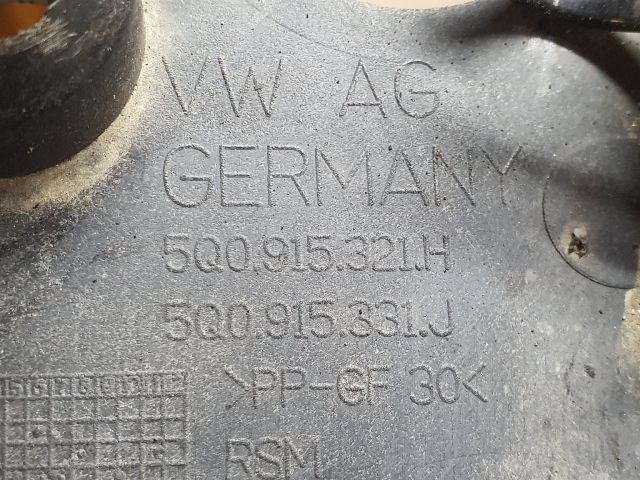 VW AG
GERMANY
5Q0.915.321.H
5Q0.915.331.J
>PP-GF 30<
RSM